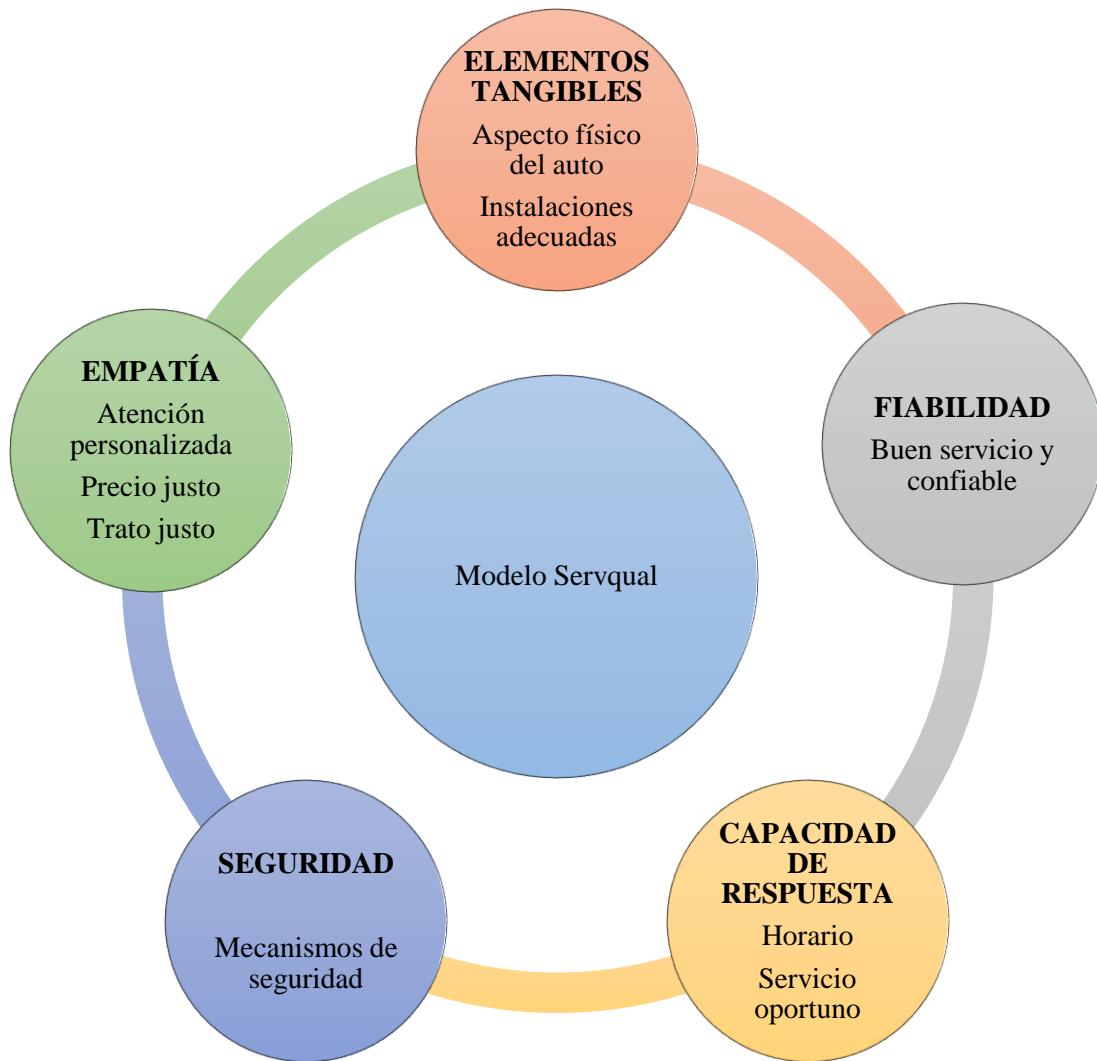 ELEMENTOS
TANGIBLES
Aspecto físico
del auto
Instalaciones
adecuadas
FIABILIDAD
Buen servicio y
confiable
CAPACIDAD
DE
RESPUESTA
Horario
Servicio
oportuno
SEGURIDAD
Mecanismos de
seguridad
EMPATÍA
Atención
personalizada
Precio justo
Trato justo
Modelo Servqual